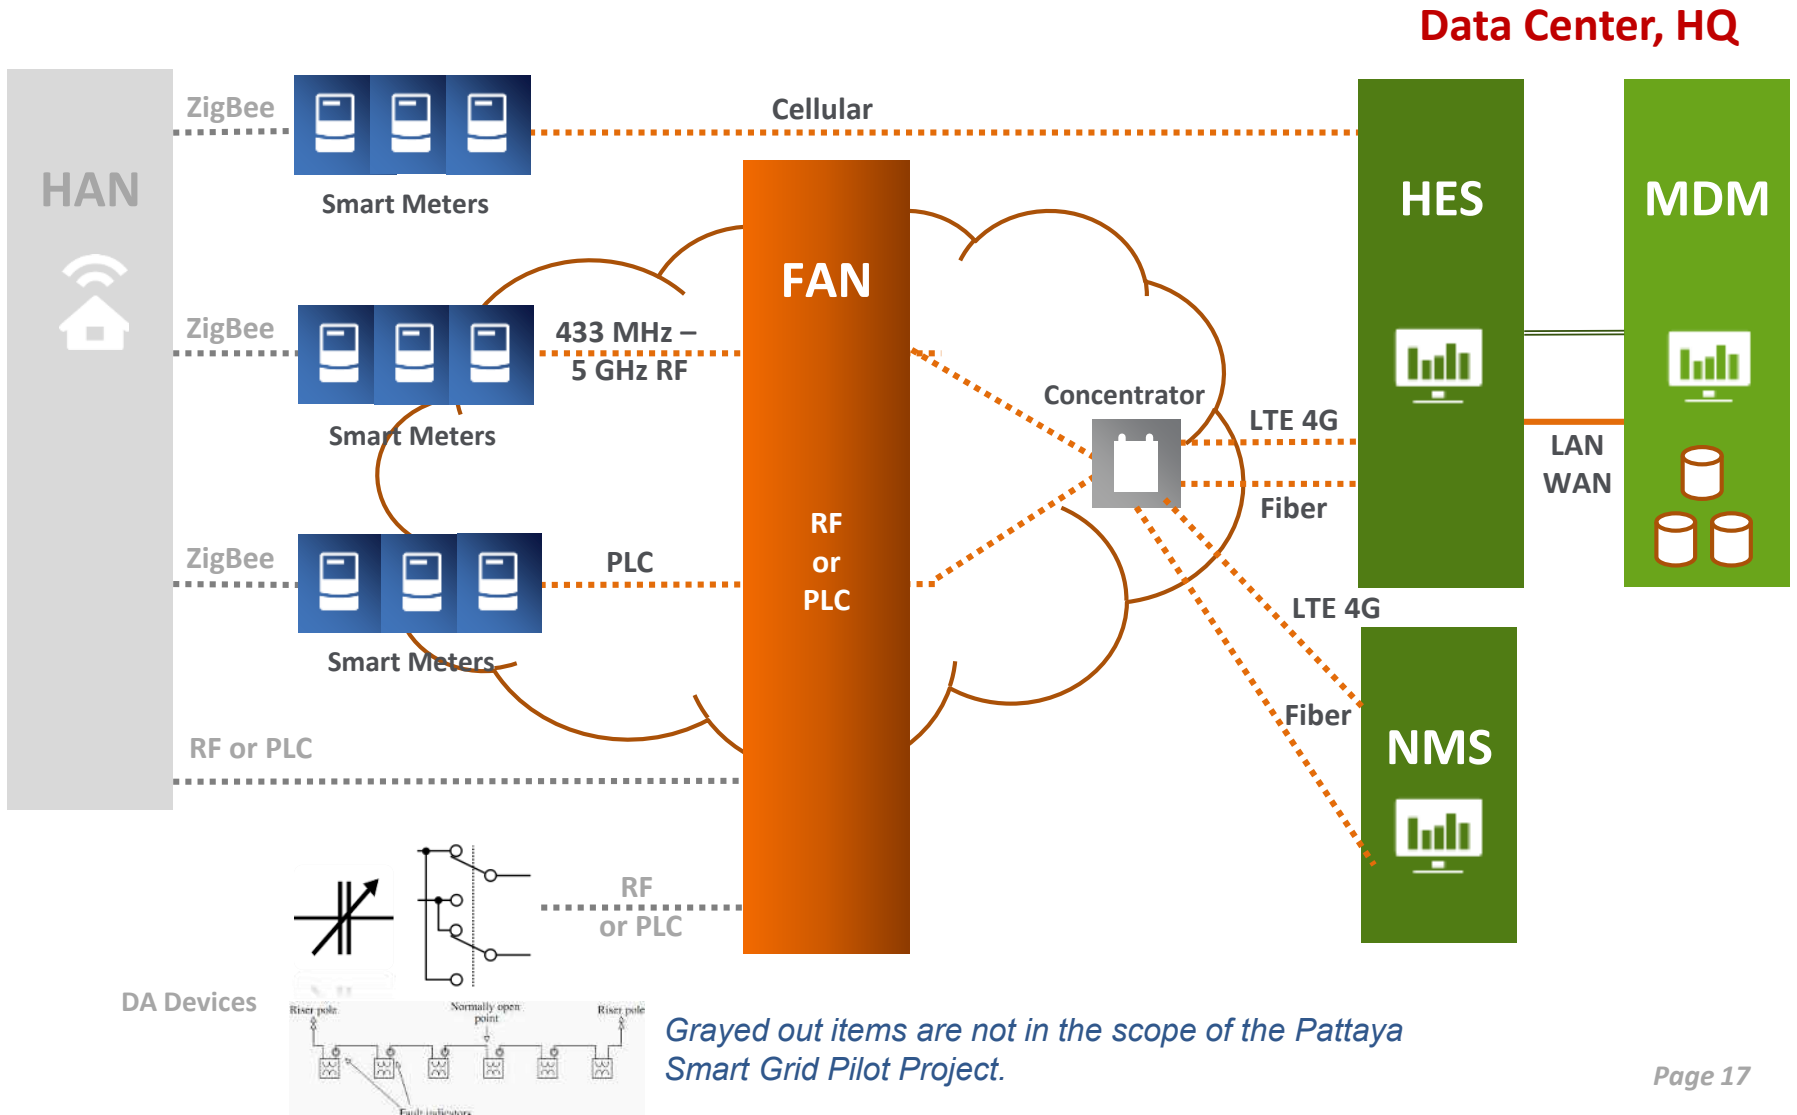 Data Center, HQ
ZigBee
Cellular
HAN
Smart Meters
HES
MDM
FAN
ZigBee
433 MHz –
5 GHz RF
Smart Meters
Concentrator
LTE 4G
Fiber
LAN
WAN
RF
or
PLC
ZigBee
PLC
Smart Meters
LTE 4G
Fiber
NMS
RF or PLC
RF
or PLC
DA Devices
Riser pole
Normally open
point
Riser pole
Fault indicators
Grayed out items are not in the scope of the Pattaya
Smart Grid Pilot Project.
Page 17